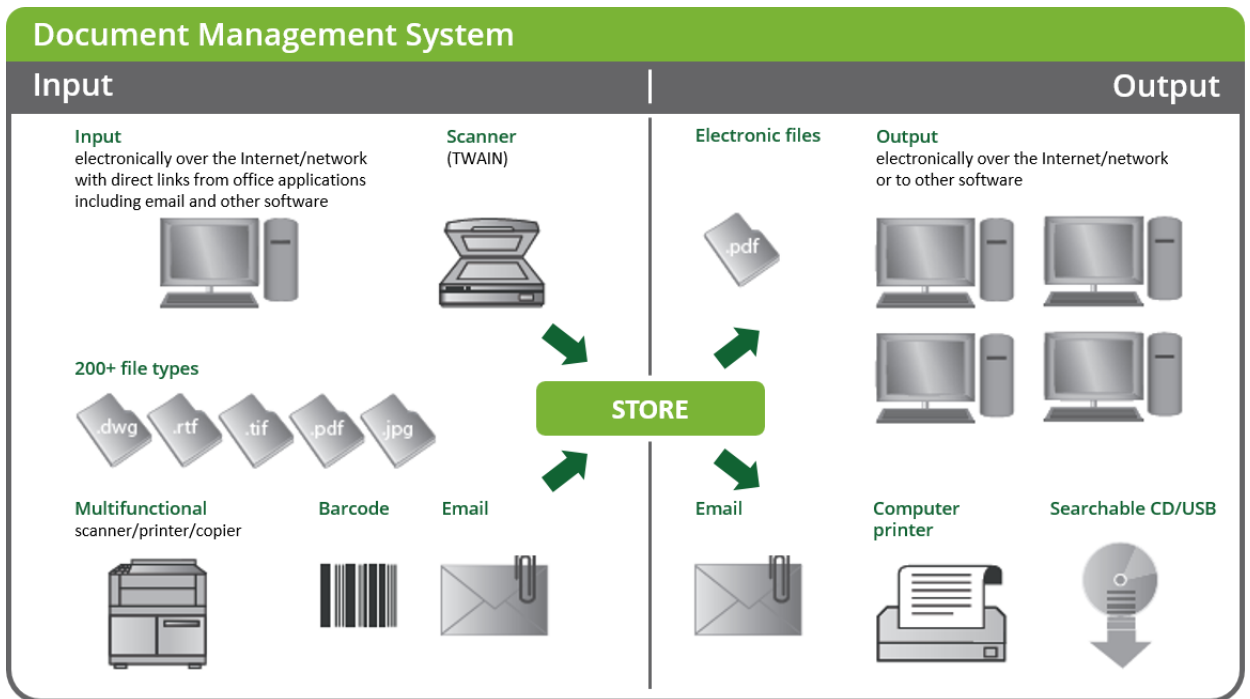 Document Management System
Input
Output
Input
electronically over the Internet/network
with direct links from office applications
including email and other software
Scanner
(TWAIN)
200+ file types
.dwg
.rtf
.tif
.pdf
.jpg
Multifunctional
scanner/printer/copier
Barcode
Email
STORE
Electronic files
.pdf
Output
electronically over the Internet/network
or to other software
Email
Computer
printer
Searchable CD/USB